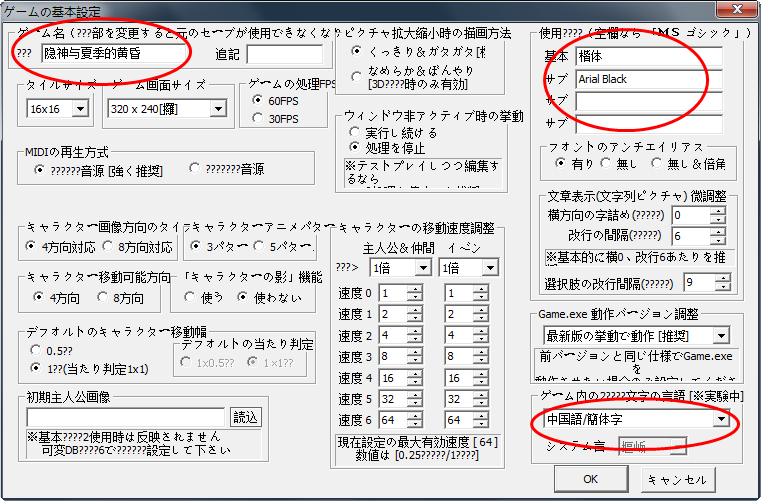 ゲームの基本設定
ゲーム名（???部を変更すると元のセーブが使用できなくなり
??? 隐神与夏季的黄昏 追記
タイルサイズ
16x16
ゲーム画面サイズ
320 x 240[羅]
ゲームの処理FPS
60FPS
30FPS
MIDIの再生方式
??????音源 [強く推奨]
???????音源
ピクチャ拡大縮小時の描画方法
くっきり＆ガタガタ[
なめらか＆ぼんやり
[3D????時のみ有効]
ウィンドウ非アクティブ時の挙動
実行し続ける
処理を停止
※テストプレイしつつ編集す
るなら
使用????（空欄なら「ＭＳ ゴシック」）
基本 楷体
サブ Arial Black
サブ
サブ
フォントのアンチエイリアス
有り 無し 無し＆倍角
文章表示(文字列ピクチャ) 微調整
横方向の字詰め(?????) 0
改行の間隔(?????) 6
※基本的に横0、改行6あたりを推
選択肢の改行間隔(?????) 9
キャラクター画像方向のタイ
4方向対応 8方向対応
キャラクターアニメパター
3パター 5パター
キャラクター移動可能方向
4方向 8方向
「キャラクターの影」機能
使う 使わない
デフォルトのキャラクター移動幅
0.5??
1??(当たり判定1x1)
デフォルトの当たり判定
1x0.5?? 1×1??
初期主人公画像
読込
※基本????2使用時は反映されません
可変DB????6で??????設定して下さい
キャラクターの移動速度調整
主人公＆仲間 イベン
???> 1倍 1倍
速度 0 1 1
速度 1 2 2
速度 2 4 4
速度 3 8 8
速度 4 16 16
速度 5 32 32
速度 6 64 64
現在設定の最大有効速度 [ 64 ]
数値は [0.25?????/1????]
Game.exe 動作バージョン調整
最新版の挙動で動作 [推奨]
前バージョンと同じ仕様でGame.exe
を
ゲーム内の2?????文字の言語 [※実験中]
中国語/簡体字
システム言
OK
キャンセル